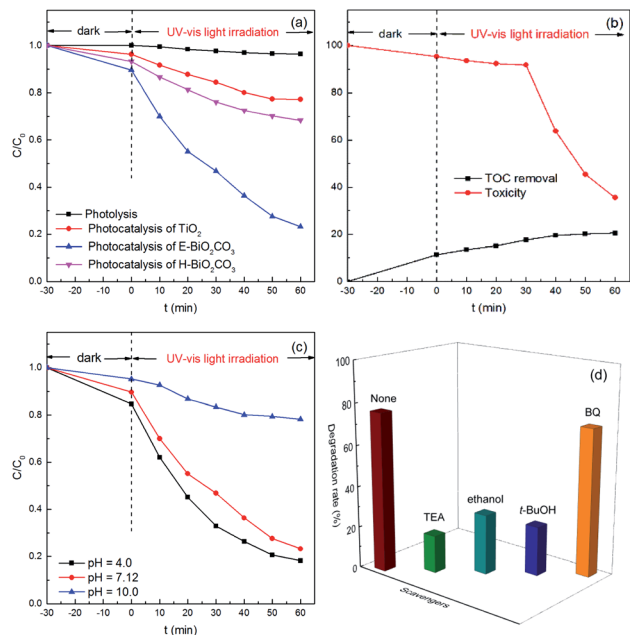 (a)
dark
UV-vis light irradiation
1.0
0.8
0.6
0.4
0.2
0.0
C/C₀
Photolysis
Photocatalysis of TiO₂
Photocatalysis of E-BiO₂CO₃
Photocatalysis of H-BiO₂CO₃
-30 -20 -10 0 10 20 30 40 50 60
t (min)
(b)
dark
UV-vis light irradiation
100
80
60
40
20
0
TOC removal
Toxicity
-30 -20 -10 0 10 20 30 40 50 60
t (min)
(c)
dark
UV-vis light irradiation
1.0
0.8
0.6
0.4
0.2
0.0
C/C₀
pH = 4.0
pH = 7.12
pH = 10.0
-30 -20 -10 0 10 20 30 40 50 60
t (min)
(d)
100
80
60
40
20
0
Degradation rate (%)
None
TEA
ethanol
t-BuOH
BQ
Scavengers